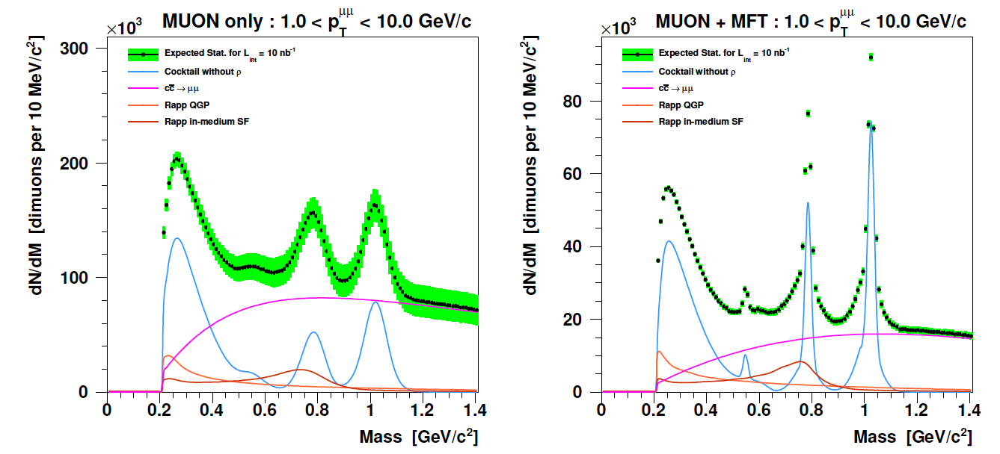 ×10³ MUON only : 1.0 < p_T^μμ < 10.0 GeV/c
300
200
100
0
dN/dM [dimuons per 10 MeV/c²]
Expected Stat. for L_int = 10 nb⁻¹
Cocktail without ρ
cc̅ → μμ
Rapp QGP
Rapp in-medium SF
0 0.2 0.4 0.6 0.8 1 1.2 1.4
Mass [GeV/c²]
×10³ MUON + MFT : 1.0 < p_T^μμ < 10.0 GeV/c
80
60
40
20
0
dN/dM [dimuons per 10 MeV/c²]
Expected Stat. for L_int = 10 nb⁻¹
Cocktail without ρ
cc̅ → μμ
Rapp QGP
Rapp in-medium SF
0 0.2 0.4 0.6 0.8 1 1.2 1.4
Mass [GeV/c²]